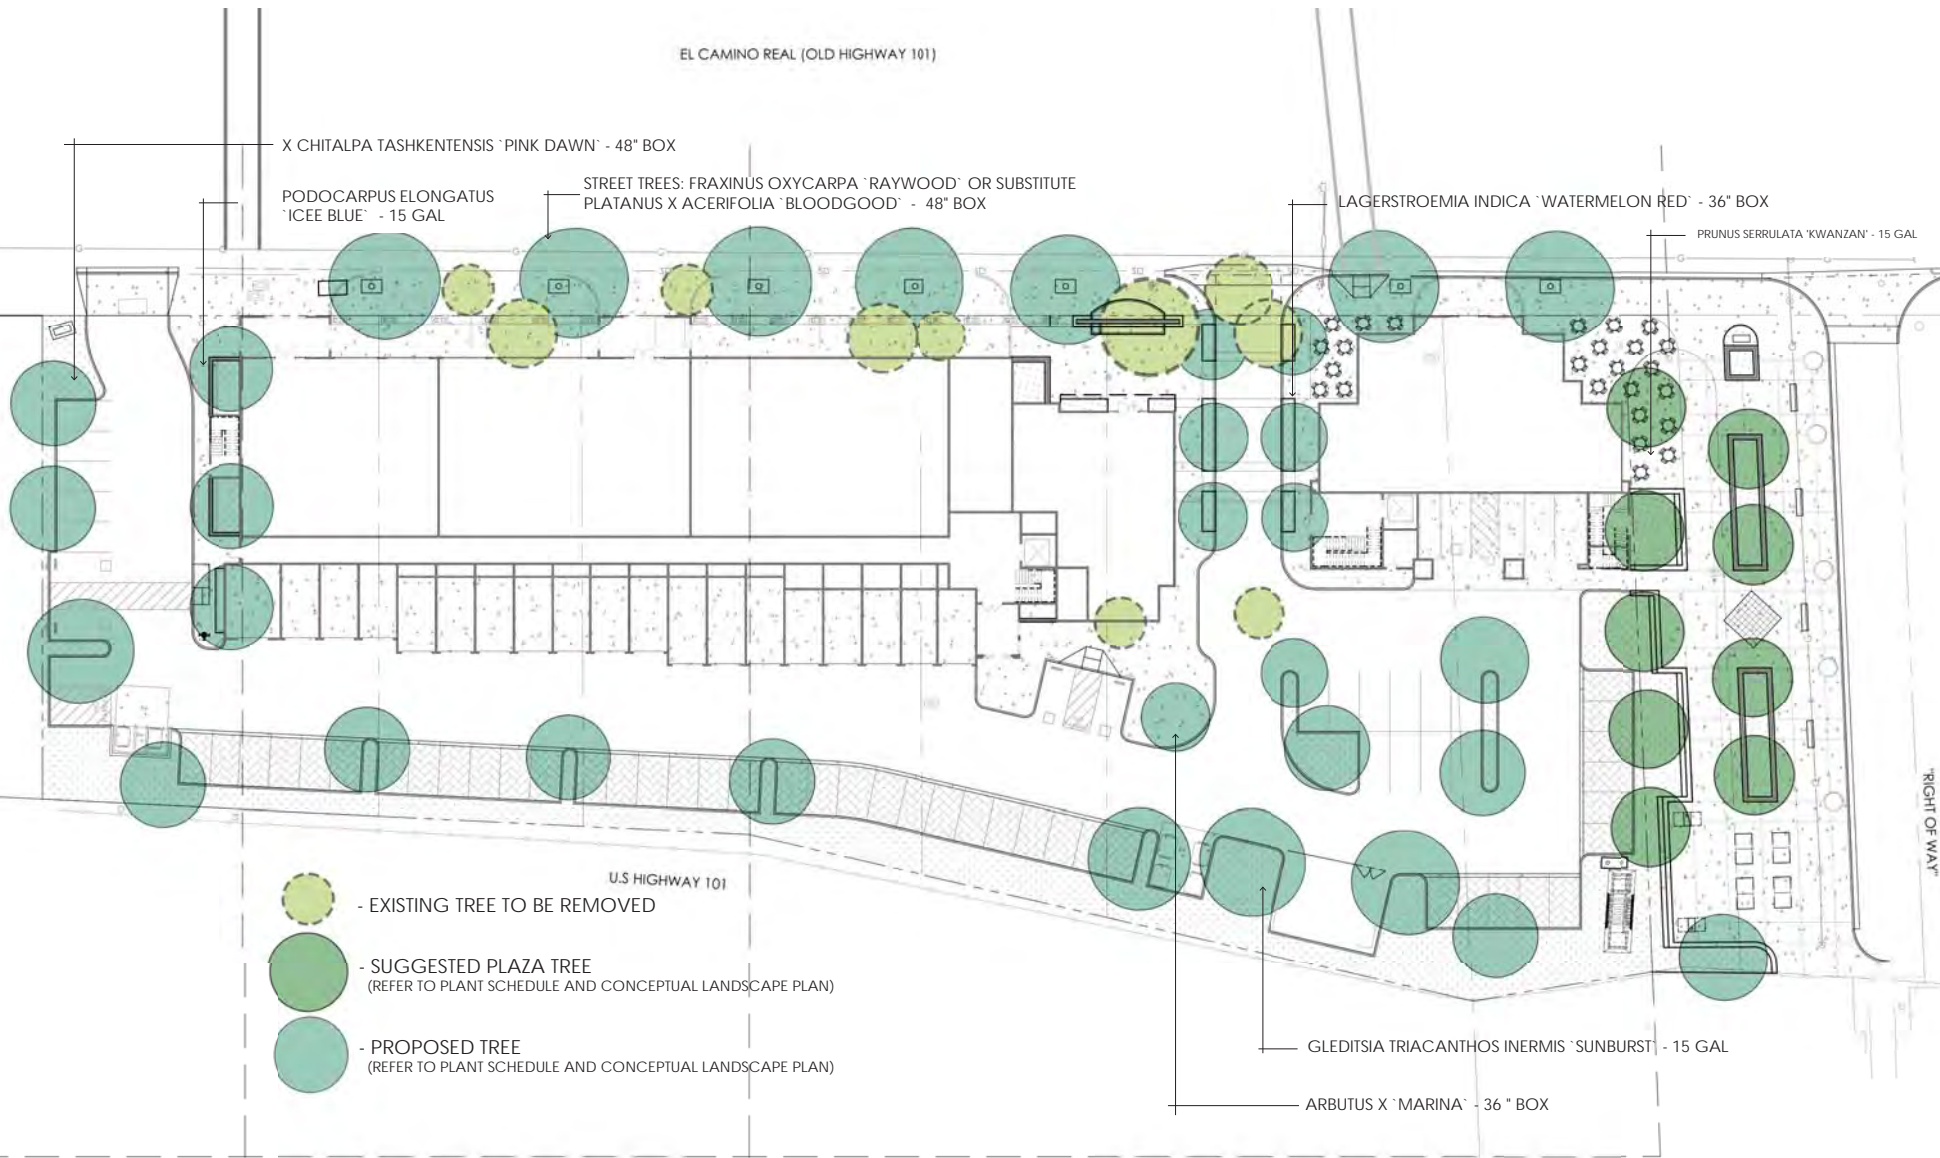 EL CAMINO REAL (OLD HIGHWAY 101)
X CHITALPA TASHKENTENSIS `PINK DAWN` - 48" BOX
PODOCARPUS ELONGATUS
`ICEE BLUE` - 15 GAL
STREET TREES: FRAXINUS OXYCARPA `RAYWOOD` OR SUBSTITUTE
PLATANUS X ACERIFOLIA `BLOODGOOD` - 48" BOX
LAGERSTROEMIA INDICA `WATERMELON RED` - 36" BOX
PRUNUS SERRULATA 'KWANZAN' - 15 GAL
"RIGHT OF WAY"
U.S HIGHWAY 101
- EXISTING TREE TO BE REMOVED
- SUGGESTED PLAZA TREE
(REFER TO PLANT SCHEDULE AND CONCEPTUAL LANDSCAPE PLAN)
- PROPOSED TREE
(REFER TO PLANT SCHEDULE AND CONCEPTUAL LANDSCAPE PLAN)
GLEDITSIA TRIACANTHOS INERMIS `SUNBURST` - 15 GAL
ARBUTUS X `MARINA` - 36 " BOX